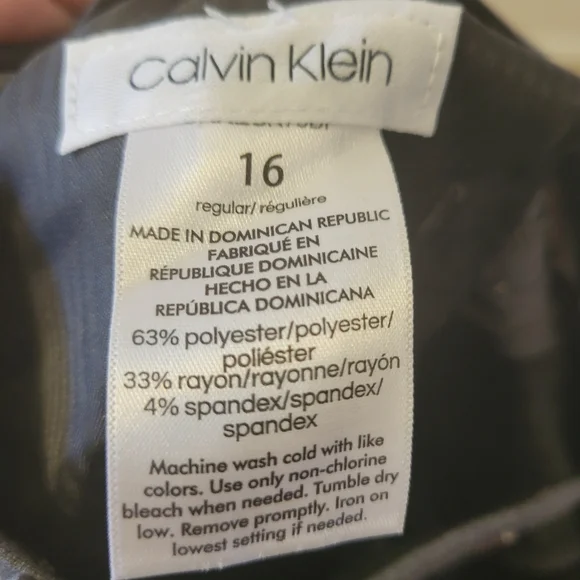 Calvin Klein
16
regular/ régulière
MADE IN DOMINICAN REPUBLIC
FABRIQUÉ EN
RÉPUBLIQUE DOMINICAINE
HECHO EN LA
REPÚBLICA DOMINICANA
63% polyester/polyester/
poliéster
33% rayon/rayonne/rayón
4% spandex/spandex/
spandex
Machine wash cold with like
colors. Use only non-chlorine
bleach when needed. Tumble dry
low. Remove promptly. Iron on
lowest setting if needed.